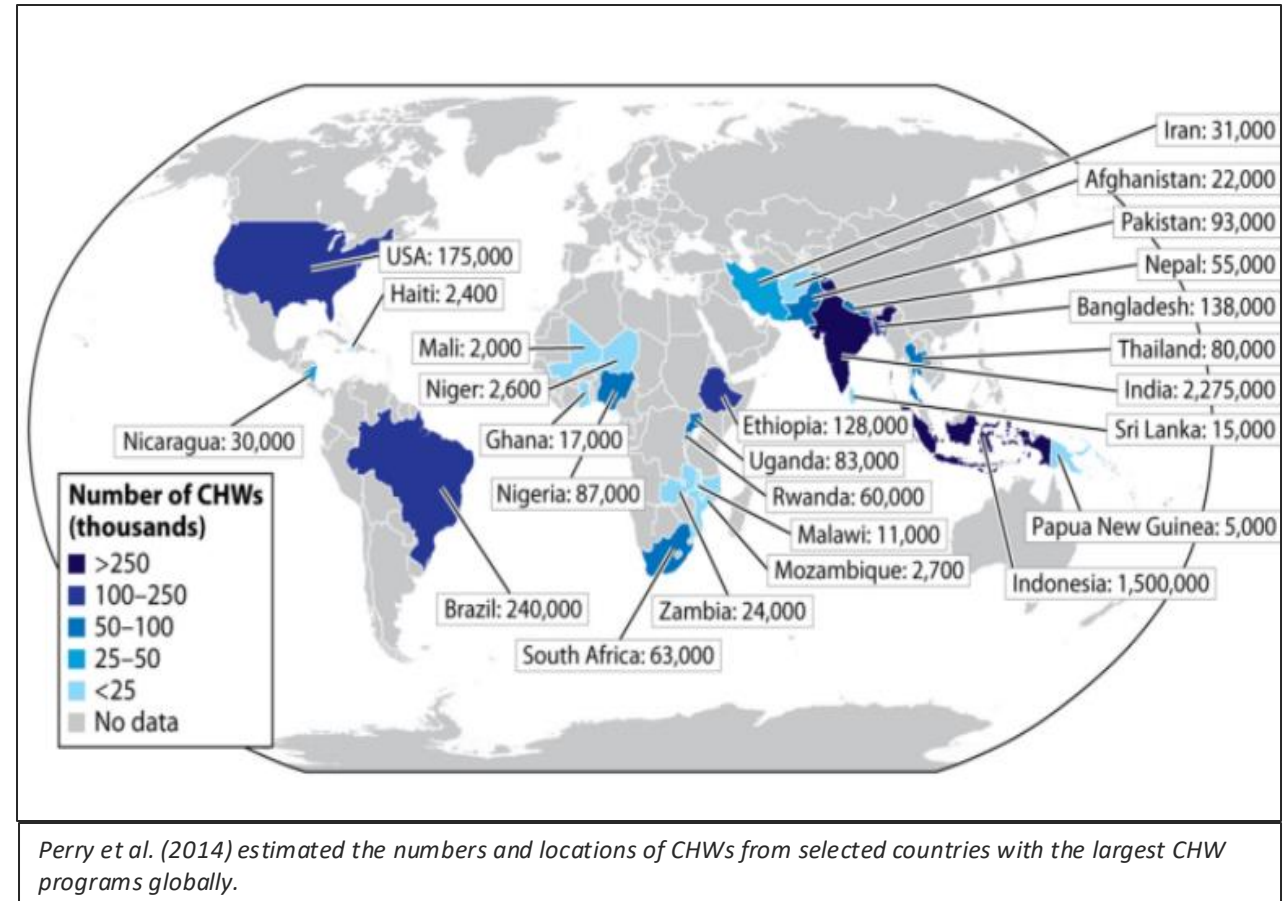 Iran: 31,000
Afghanistan: 22,000
Pakistan: 93,000
USA: 175,000
Nepal: 55,000
Haiti: 2,400
Bangladesh: 138,000
Mali: 2,000
Thailand: 80,000
Niger: 2,600
India: 2,275,000
Nicaragua: 30,000
Ghana: 17,000
Ethiopia: 128,000
Sri Lanka: 15,000
Uganda: 83,000
Nigeria: 87,000
Rwanda: 60,000
Malawi: 11,000
Papua New Guinea: 5,000
Mozambique: 2,700
Indonesia: 1,500,000
Brazil: 240,000
Zambia: 24,000
South Africa: 63,000
Number of CHWs
(thousands)
>250
100–250
50–100
25–50
<25
No data
Perry et al. (2014) estimated the numbers and locations of CHWs from selected countries with the largest CHW
programs globally.